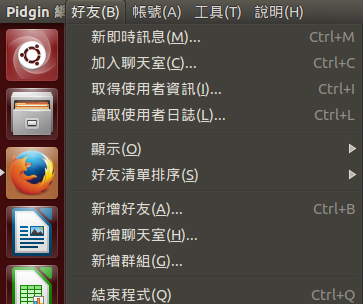 Pidgin 好友(B) 帳號(A) 工具(T) 說明(H)
新即時訊息(M)... Ctrl+M
加入聊天室(C)... Ctrl+C
取得使用者資訊(I)... Ctrl+I
讀取使用者日誌(L)... Ctrl+L
顯示(O)
好友清單排序(S)
新增好友(A)... Ctrl+B
新增聊天室(H)...
新增群組(G)...
結束程式(Q) Ctrl+Q